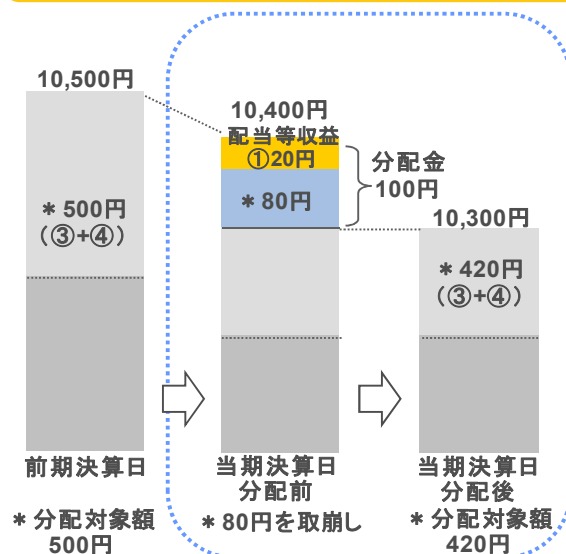 10,500円
10,400円
配当等収益
①20円
分配金
100円
10,300円
＊500円
（③+④）
＊80円
＊420円
（③+④）
前期決算日
当期決算日
分配前
当期決算日
分配後
＊分配対象額
500円
＊80円を取崩し
＊分配対象額
420円